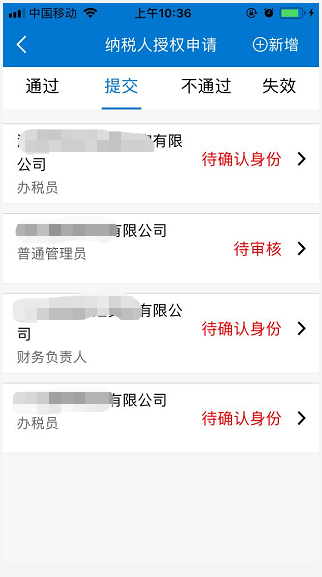 中国移动 上午10:36
纳税人授权申请 新增
通过 提交 不通过 失效
有限
公司
待确认身份
办税员
有限公司
待审核
普通管理员
有限公
司
待确认身份
财务负责人
有限公司
待确认身份
办税员